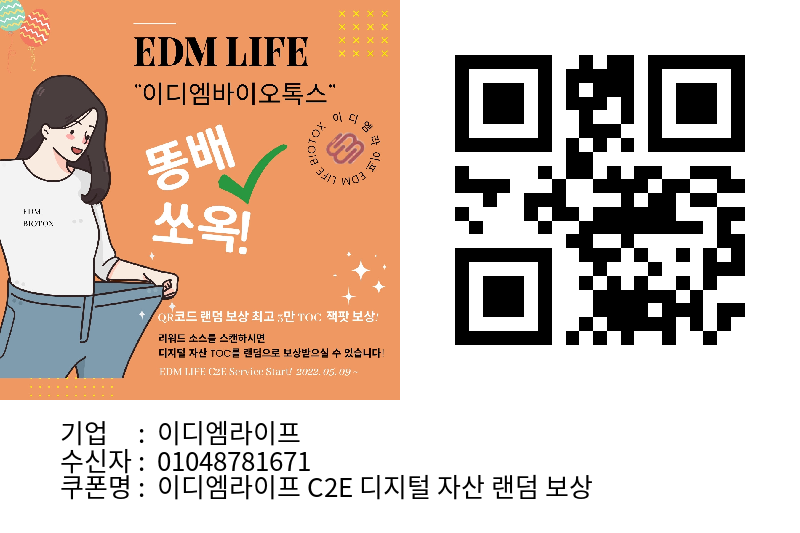 EDM LIFE
"이디엠바이오톡스"
이디엠라이프 EDM LIFE BIOTOX
똥배
쏘옥!
EDM
BIOTOX
QR코드 랜덤 보상 최고 5만 TOC 잭팟 보상!
리워드 소스를 스캔하시면
디지털 자산 TOC를 랜덤으로 보상받으실 수 있습니다!
EDM LIFE C2E Service Start! 2022. 05. 09 ~
기업 : 이디엠라이프
수신자 : 01048781671
쿠폰명 : 이디엠라이프 C2E 디지털 자산 랜덤 보상